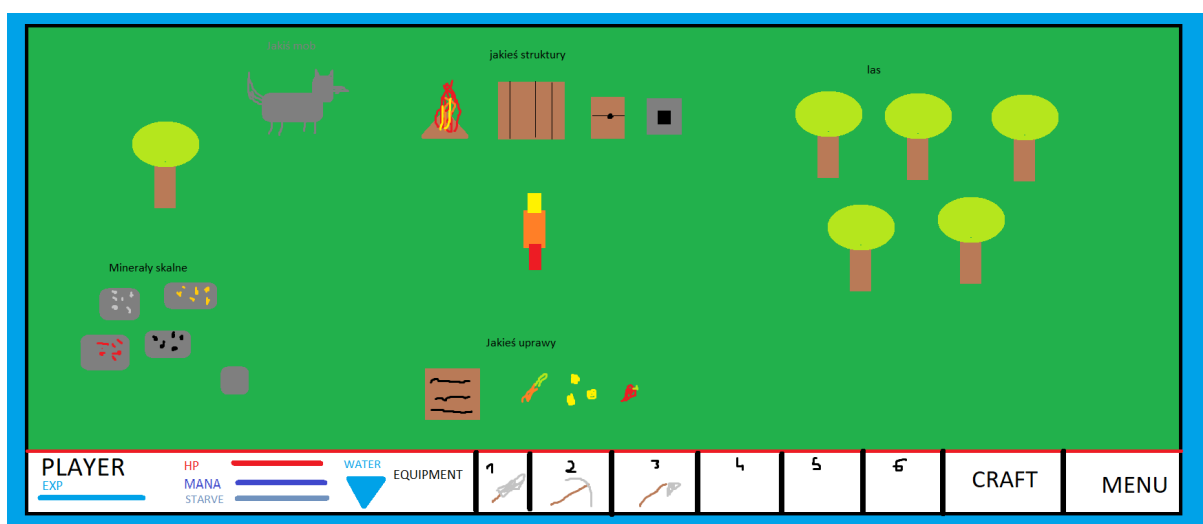 jakieś struktury
las
Minerały skalne
Jakieś uprawy
PLAYER
EXP
HP
MANA
STARVE
WATER
EQUIPMENT
1
2
3
4
5
6
CRAFT
MENU